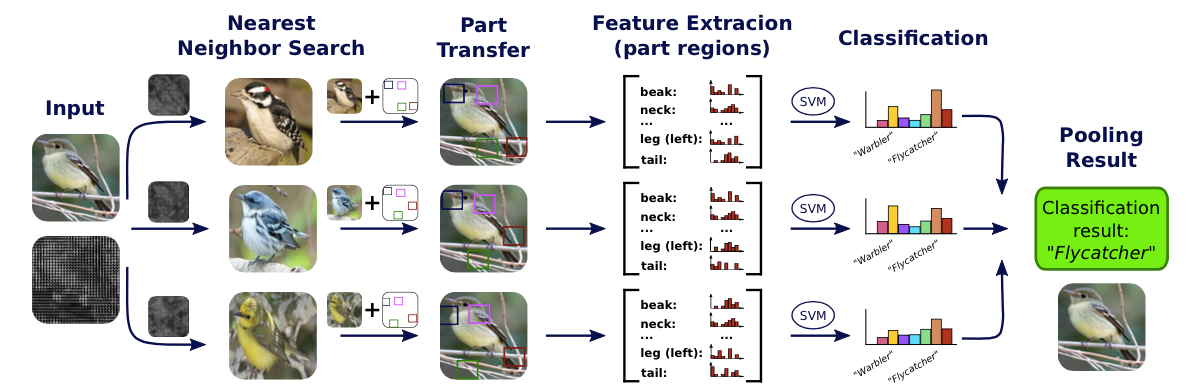 Nearest
Neighbor Search
Part
Transfer
Feature Extracion
(part regions)
Classification
Input
Pooling
Result
+
beak:
neck:
...
...
leg (left):
tail:
SVM
"Warbler"
"Flycatcher"
+
beak:
neck:
...
...
leg (left):
tail:
SVM
"Warbler"
"Flycatcher"
Classification
result:
"Flycatcher"
+
beak:
neck:
...
...
leg (left):
tail:
SVM
"Warbler"
"Flycatcher"